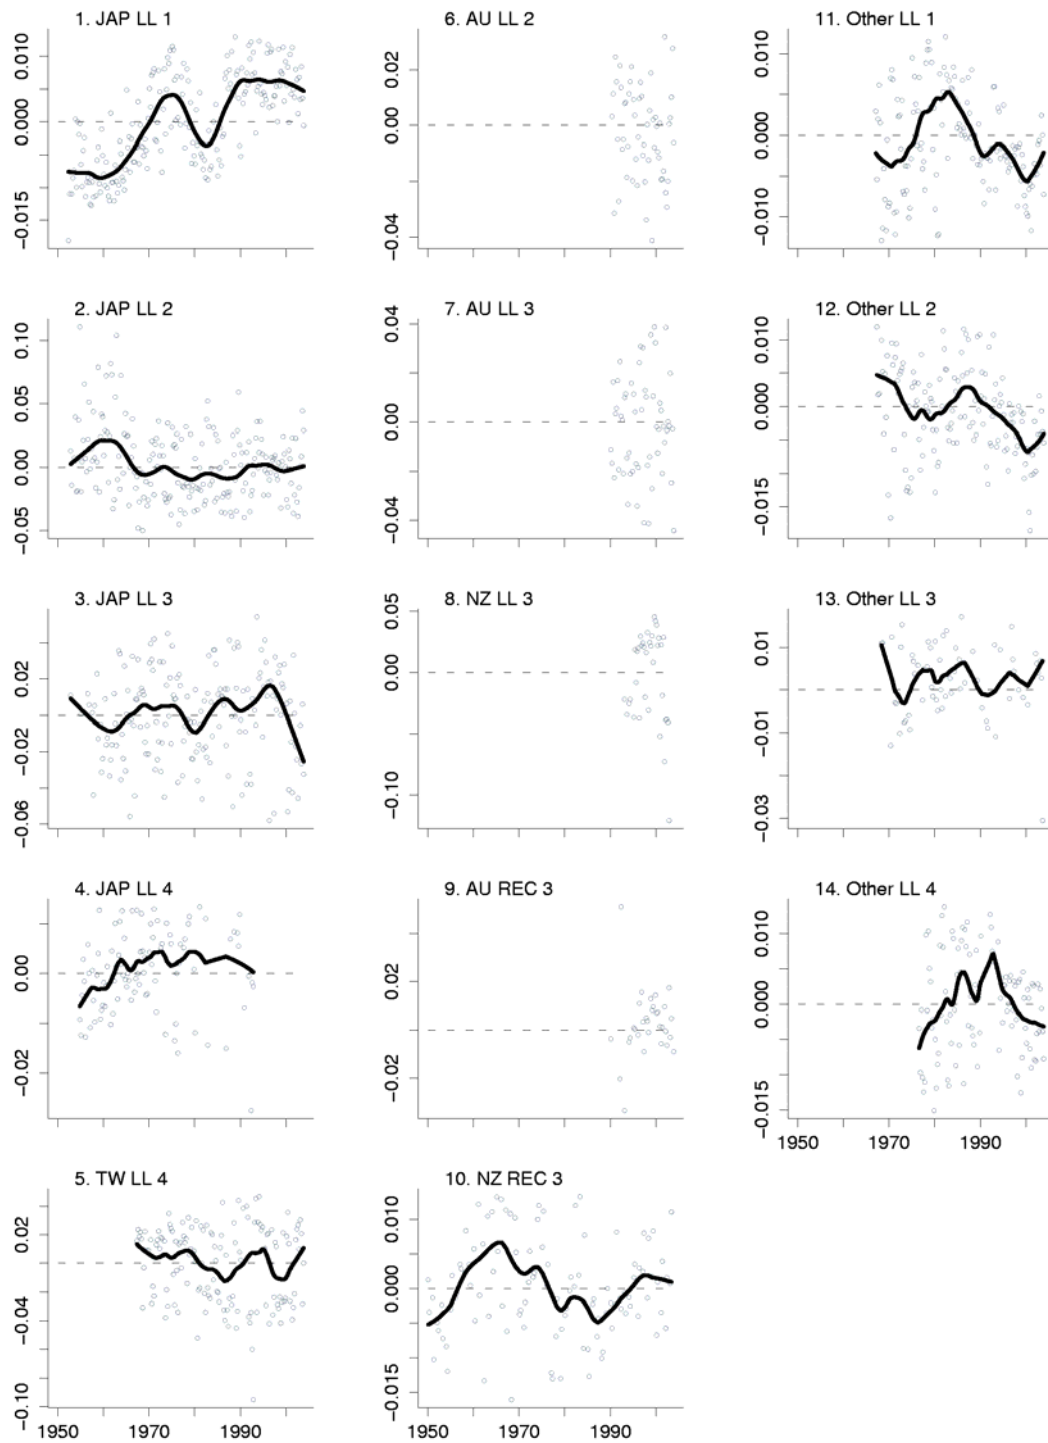 1. JAP LL 1
0.010
0.000
−0.015
2. JAP LL 2
0.10
0.05
0.00
−0.05
3. JAP LL 3
0.02
−0.02
−0.06
4. JAP LL 4
0.00
−0.02
5. TW LL 4
0.02
−0.04
−0.10
1950 1970 1990
6. AU LL 2
0.02
0.00
−0.04
7. AU LL 3
0.04
0.00
−0.04
8. NZ LL 3
0.05
0.00
−0.10
9. AU REC 3
0.02
−0.02
10. NZ REC 3
0.010
0.000
−0.015
1950 1970 1990
11. Other LL 1
0.010
0.000
−0.010
12. Other LL 2
0.010
0.000
−0.015
13. Other LL 3
0.01
−0.01
−0.03
14. Other LL 4
0.010
0.000
−0.015
1950 1970 1990